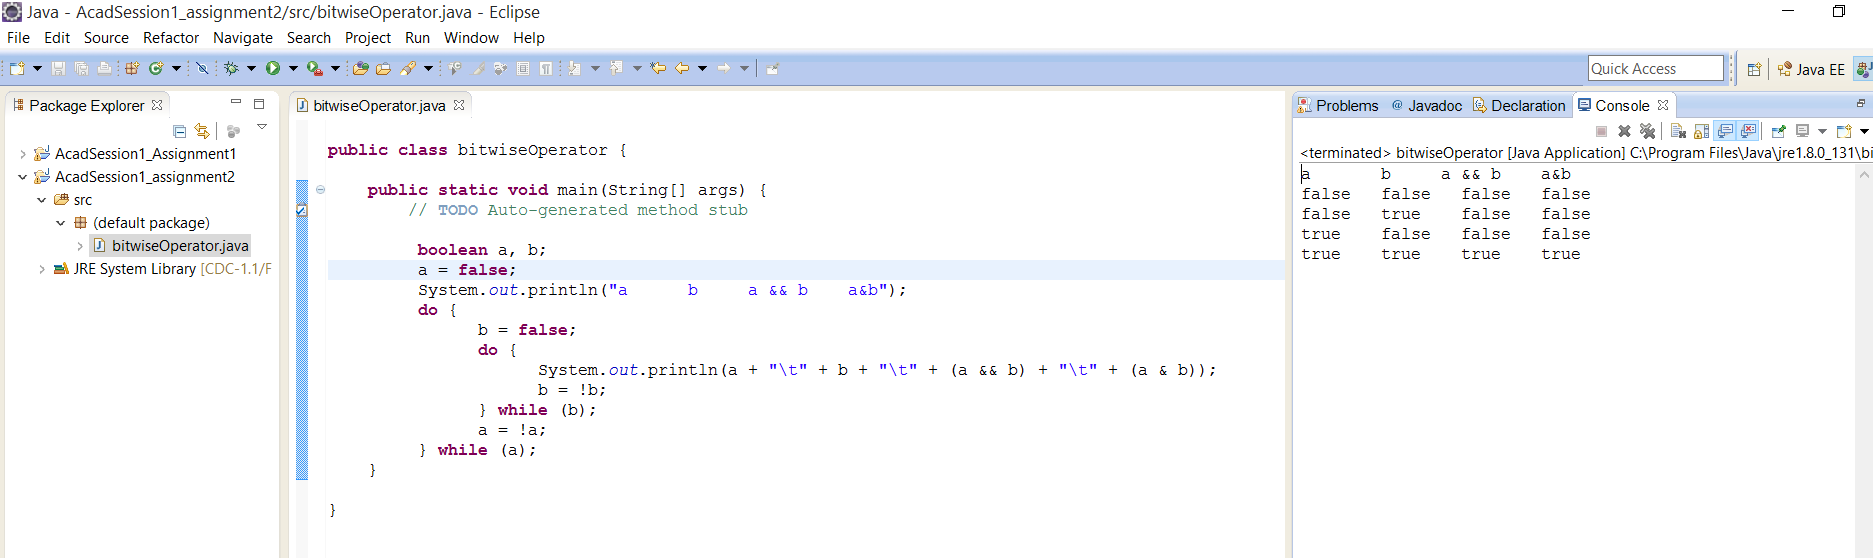 Java - AcadSession1_assignment2/src/bitwiseOperator.java - Eclipse
File Edit Source Refactor Navigate Search Project Run Window Help
Quick Access
Java EE
Package Explorer
AcadSession1_Assignment1
AcadSession1_assignment2
src
(default package)
bitwiseOperator.java
JRE System Library [CDC-1.1/F
bitwiseOperator.java
public class bitwiseOperator {
public static void main(String[] args) {
// TODO Auto-generated method stub
boolean a, b;
a = false;
System.out.println("a      b     a && b    a&b");
do {
b = false;
do {
System.out.println(a + "\t" + b + "\t" + (a && b) + "\t" + (a & b));
b = !b;
} while (b);
a = !a;
} while (a);
}
}
Problems @ Javadoc Declaration Console
<terminated> bitwiseOperator [Java Application] C:\Program Files\Java\jre1.8.0_131\bi
a b a && b a&b
false false false false
false true false false
true false false false
true true true true